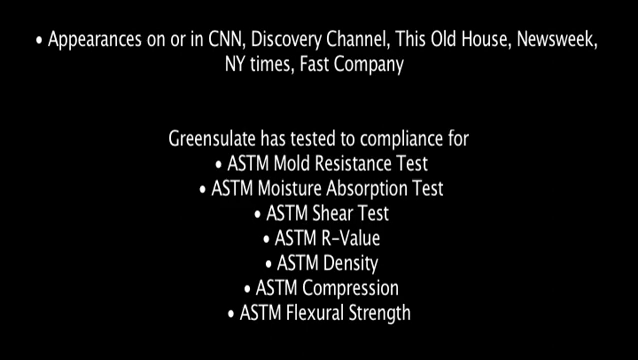 • Appearances on or in CNN, Discovery Channel, This Old House, Newsweek,
NY times, Fast Company
Greensulate has tested to compliance for
• ASTM Mold Resistance Test
• ASTM Moisture Absorption Test
• ASTM Shear Test
• ASTM R-Value
• ASTM Density
• ASTM Compression
• ASTM Flexural Strength